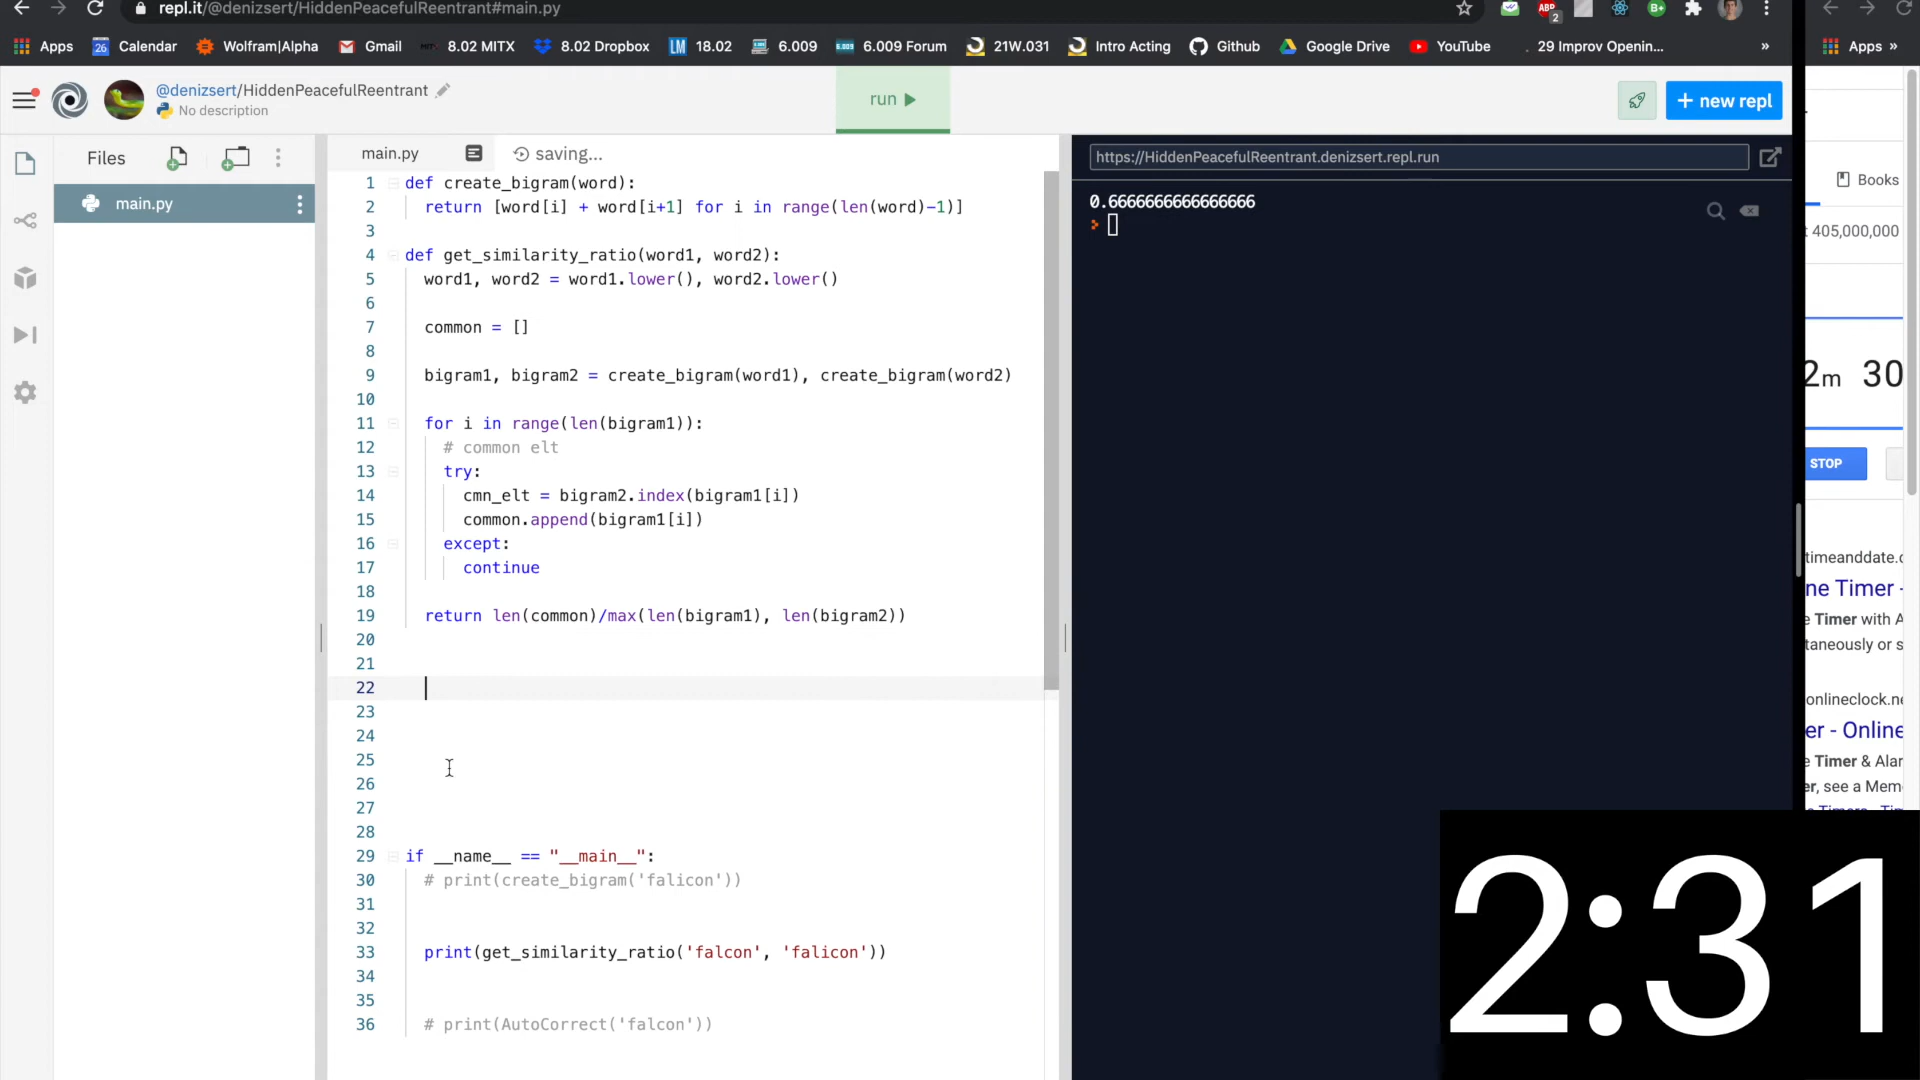 repl.it/@denizsert/HiddenPeacefulReentrant#main.py
ABP
2
B+
Apps
26
Calendar
Wolfram|Alpha
Gmail
8.02 MITX
8.02 Dropbox
LM
18.02
6.009
6.009 Forum
21W.031
Intro Acting
Github
Google Drive
YouTube
29 Improv Openin...
»
Apps »
@denizsert/HiddenPeacefulReentrant
No description
run
+ new repl
Files
main.py
main.py
saving...
1 def create_bigram(word):
2 return [word[i] + word[i+1] for i in range(len(word)-1)]
3
4 def get_similarity_ratio(word1, word2):
5 word1, word2 = word1.lower(), word2.lower()
6
7 common = []
8
9 bigram1, bigram2 = create_bigram(word1), create_bigram(word2)
10
11 for i in range(len(bigram1)):
12 # common elt
13 try:
14 cmn_elt = bigram2.index(bigram1[i])
15 common.append(bigram1[i])
16 except:
17 continue
18
19 return len(common)/max(len(bigram1), len(bigram2))
20
21
22
23
24
25
26
27
28
29 if __name__ == "__main__":
30 # print(create_bigram('falicon'))
31
32
33 print(get_similarity_ratio('falcon', 'falicon'))
34
35
36 # print(AutoCorrect('falcon'))
https://HiddenPeacefulReentrant.denizsert.repl.run
0.6666666666666666
Books
405,000,000
2m 30
STOP
timeanddate.c
ne Timer -
e Timer with A
taneously or s
onlineclock.ne
er - Online
e Timer & Alar
er, see a Mem
2:31